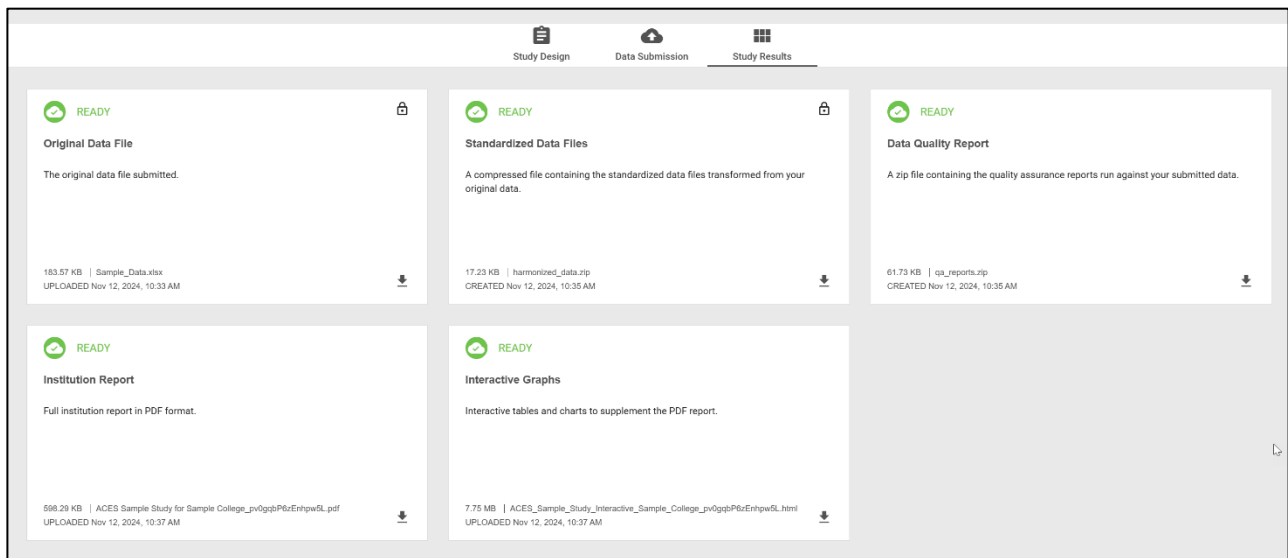 Study Design
Data Submission
Study Results
READY
Original Data File
The original data file submitted.
183.57 KB | Sample_Data.xlsx
UPLOADED Nov 12, 2024, 10:33 AM
READY
Standardized Data Files
A compressed file containing the standardized data files transformed from your
original data.
17.23 KB | harmonized_data.zip
CREATED Nov 12, 2024, 10:35 AM
READY
Data Quality Report
A zip file containing the quality assurance reports run against your submitted data.
61.73 KB | qa_reports.zip
CREATED Nov 12, 2024, 10:35 AM
READY
Institution Report
Full institution report in PDF format.
598.29 KB | ACES Sample Study for Sample College_pv0gqbP6zEnhpw5L.pdf
UPLOADED Nov 12, 2024, 10:37 AM
READY
Interactive Graphs
Interactive tables and charts to supplement the PDF report.
7.75 MB | ACES_Sample_Study_Interactive_Sample_College_pv0gqbP6zEnhpw5L.html
UPLOADED Nov 12, 2024, 10:37 AM